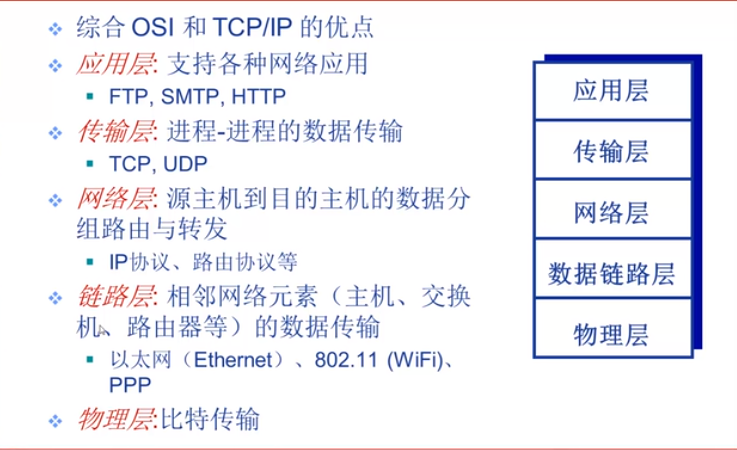 综合 OSI 和 TCP/IP 的优点
应用层: 支持各种网络应用
FTP, SMTP, HTTP
传输层: 进程-进程的数据传输
TCP, UDP
网络层: 源主机到目的主机的数据分
组路由与转发
IP协议、路由协议等
链路层: 相邻网络元素（主机、交换
机、路由器等）的数据传输
以太网（Ethernet）、802.11 (WiFi)、
PPP
物理层:比特传输
应用层
传输层
网络层
数据链路层
物理层